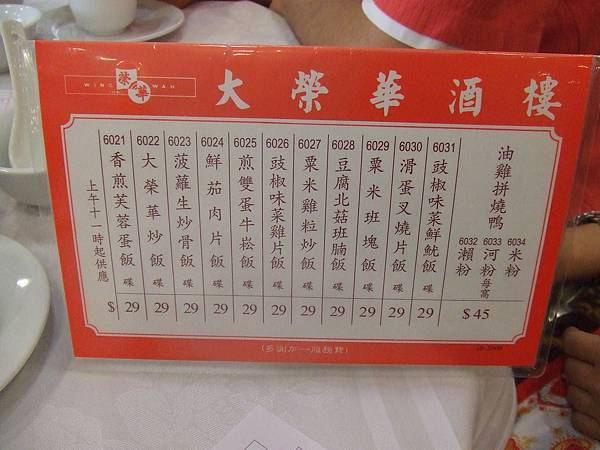 榮華
WING WAH
大榮華酒樓
油雞拼燒鴨
6034 米粉
6033 河粉 每窩
6032 瀨粉
$45
6031 豉椒味菜鮮魷飯 碟 29
6030 滑蛋叉燒片飯 碟 29
6029 粟米班塊飯 碟 29
6028 豆腐北菇班腩飯 碟 29
6027 粟米雞粒炒飯 碟 29
6026 豉椒味菜雞片飯 碟 29
6025 煎雙蛋牛崧飯 碟 29
6024 鮮茄肉片飯 碟 29
6023 菠蘿生炒骨飯 碟 29
6022 大榮華炒飯 碟 29
6021 香煎芙蓉蛋飯 碟 $29
上午十一時起供應
(多謝加一服務費)